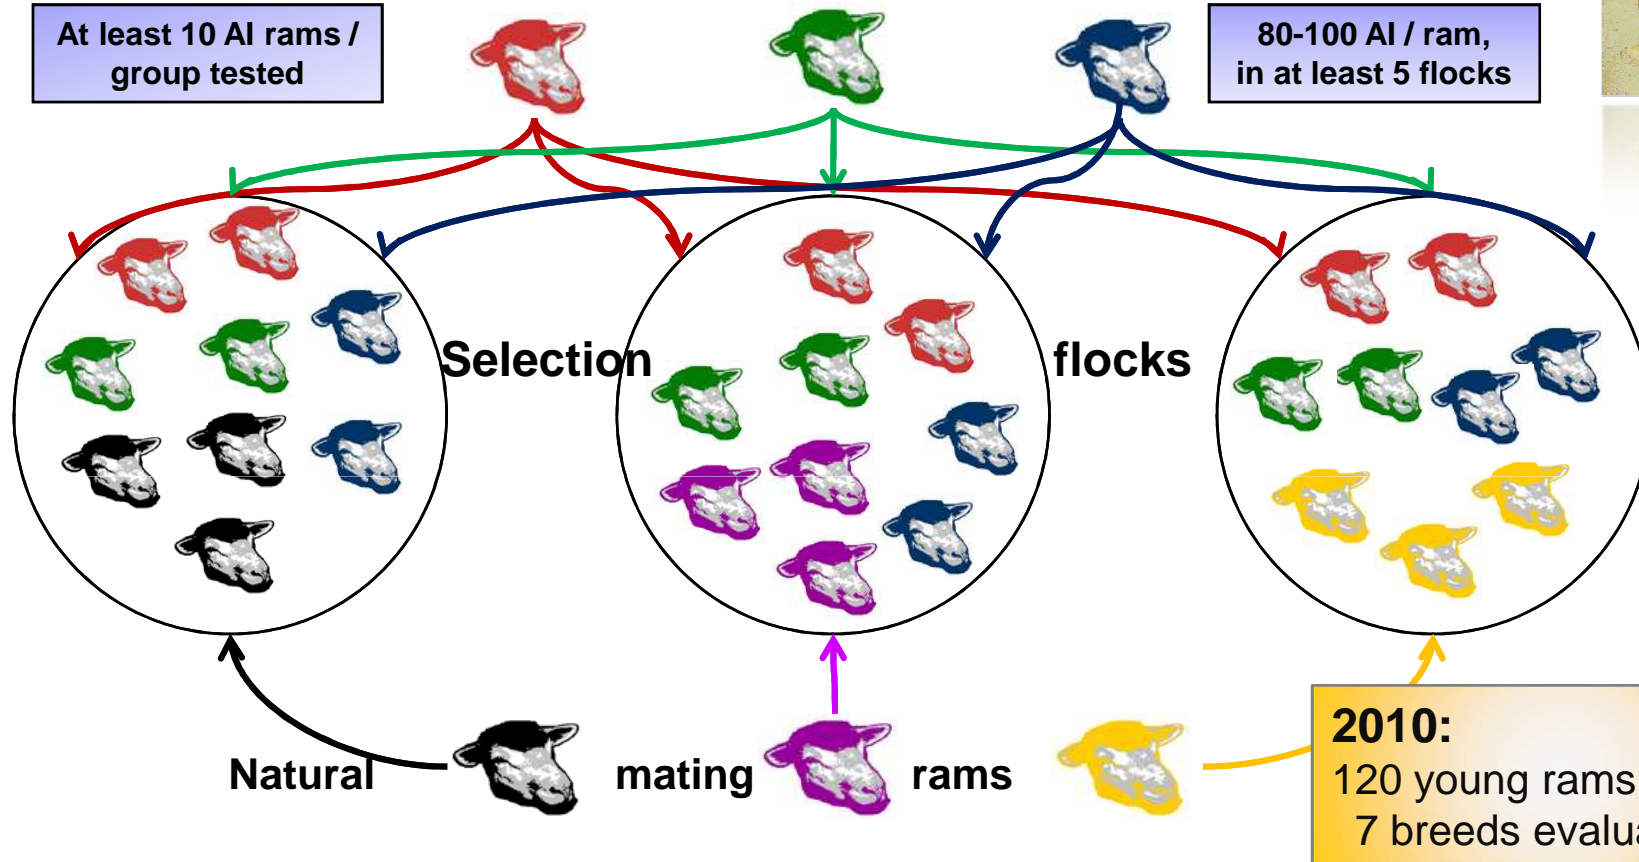 At least 10 AI rams /
group tested
80-100 AI / ram,
in at least 5 flocks
Selection flocks
Natural mating rams
2010:
120 young rams
7 breeds